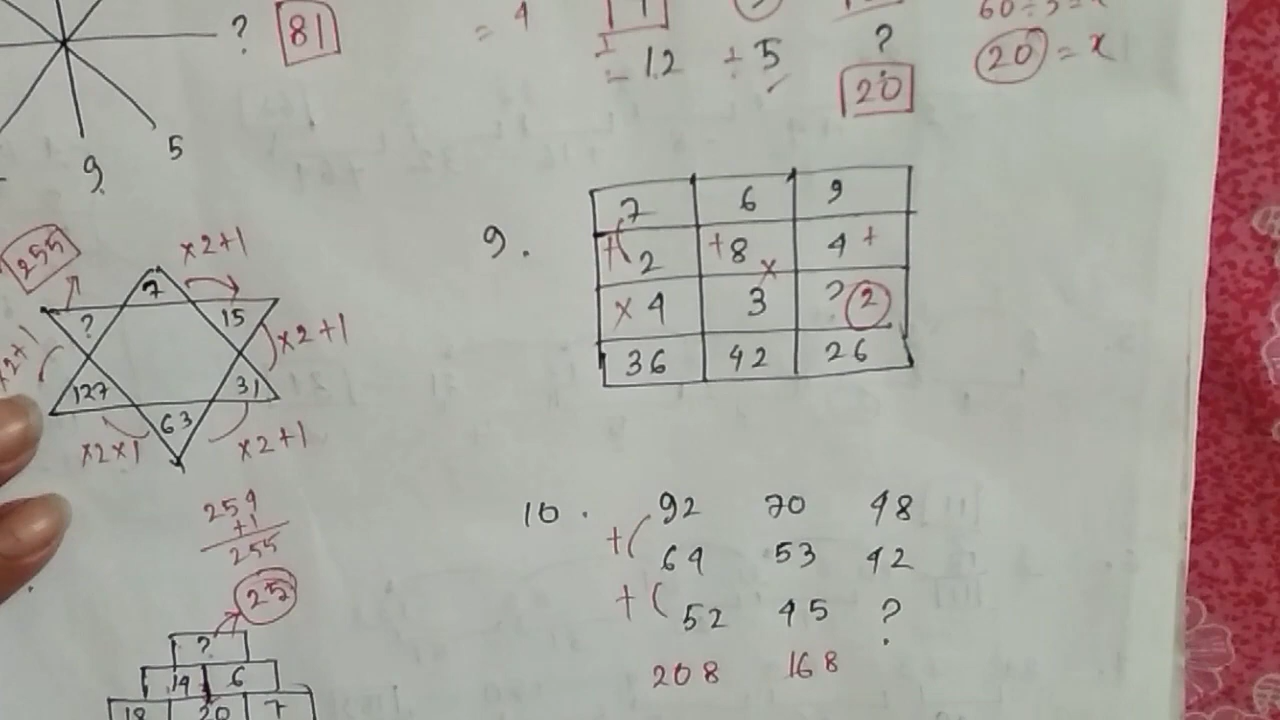 ? 81
= 4
12 ÷ 5
?
20
60÷3=x
20 = x
9
5
255
×2+1
7
?
15
×2+1
127
31
63
×2×1
×2+1
259
+1
255
25
?
19 6
18 20 7
9.
7 6 9
+ 2 + 8 × 4 +
× 4 3 ? 2
36 42 26
10. 92 70 48
+( 64 53 42
+( 52 45 ?
208 168